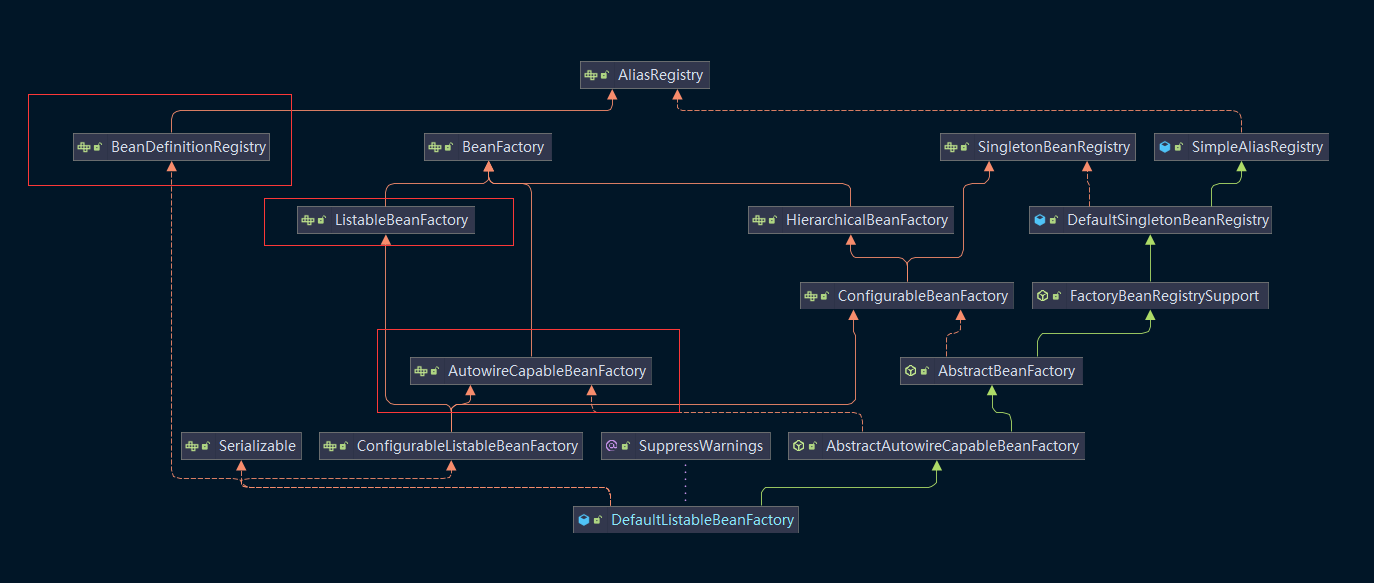 AliasRegistry
BeanDefinitionRegistry
BeanFactory
SingletonBeanRegistry
SimpleAliasRegistry
ListableBeanFactory
HierarchicalBeanFactory
DefaultSingletonBeanRegistry
ConfigurableBeanFactory
FactoryBeanRegistrySupport
AutowireCapableBeanFactory
AbstractBeanFactory
Serializable
ConfigurableListableBeanFactory
SuppressWarnings
AbstractAutowireCapableBeanFactory
DefaultListableBeanFactory